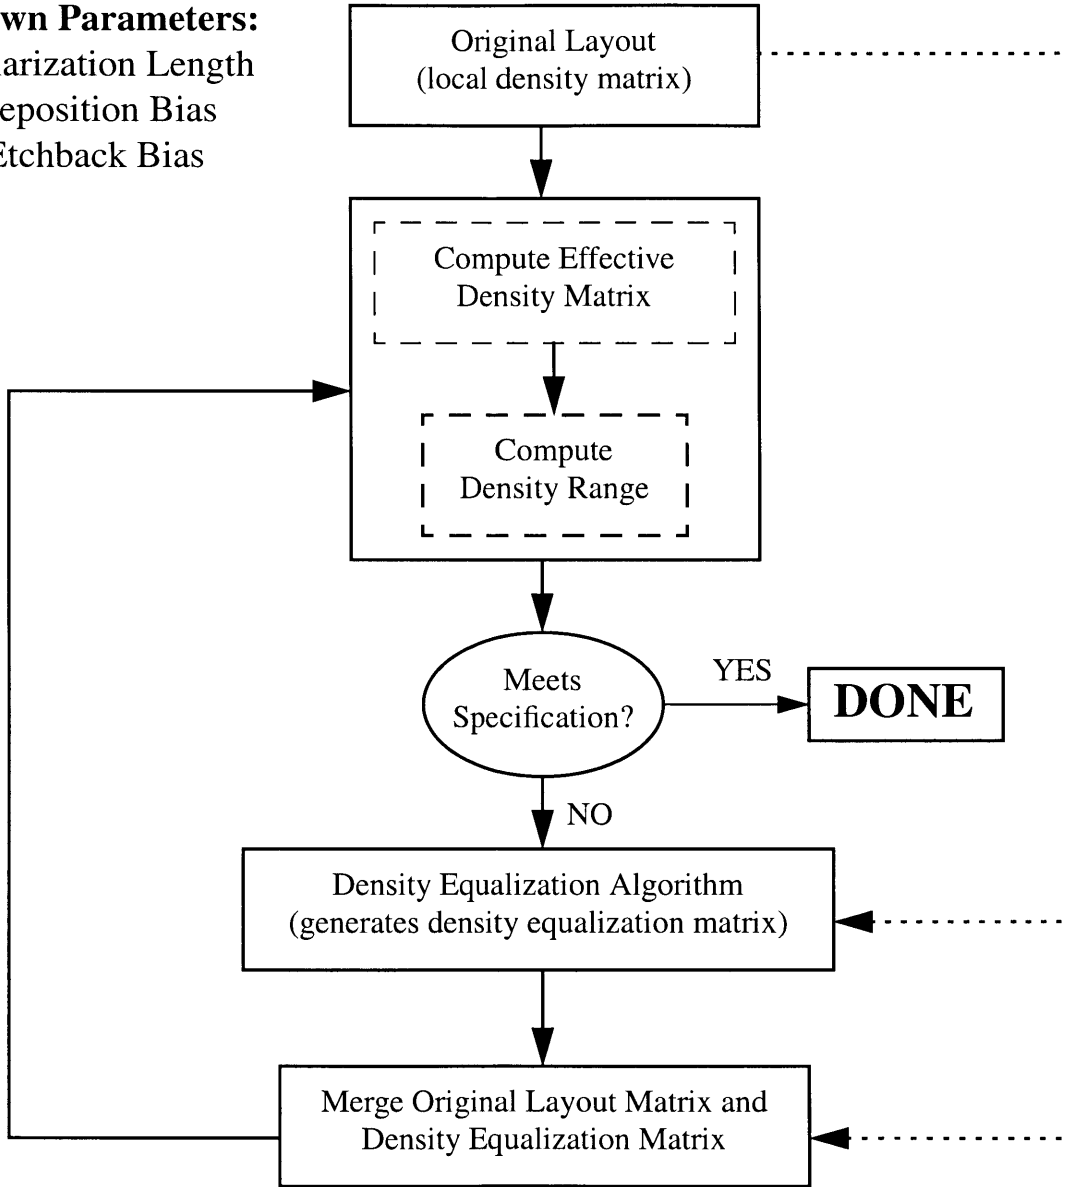 wn Parameters:
arization Length
eposition Bias
Etchback Bias
Original Layout
(local density matrix)
Compute Effective
Density Matrix
Compute
Density Range
Meets
Specification?
YES
DONE
NO
Density Equalization Algorithm
(generates density equalization matrix)
Merge Original Layout Matrix and
Density Equalization Matrix